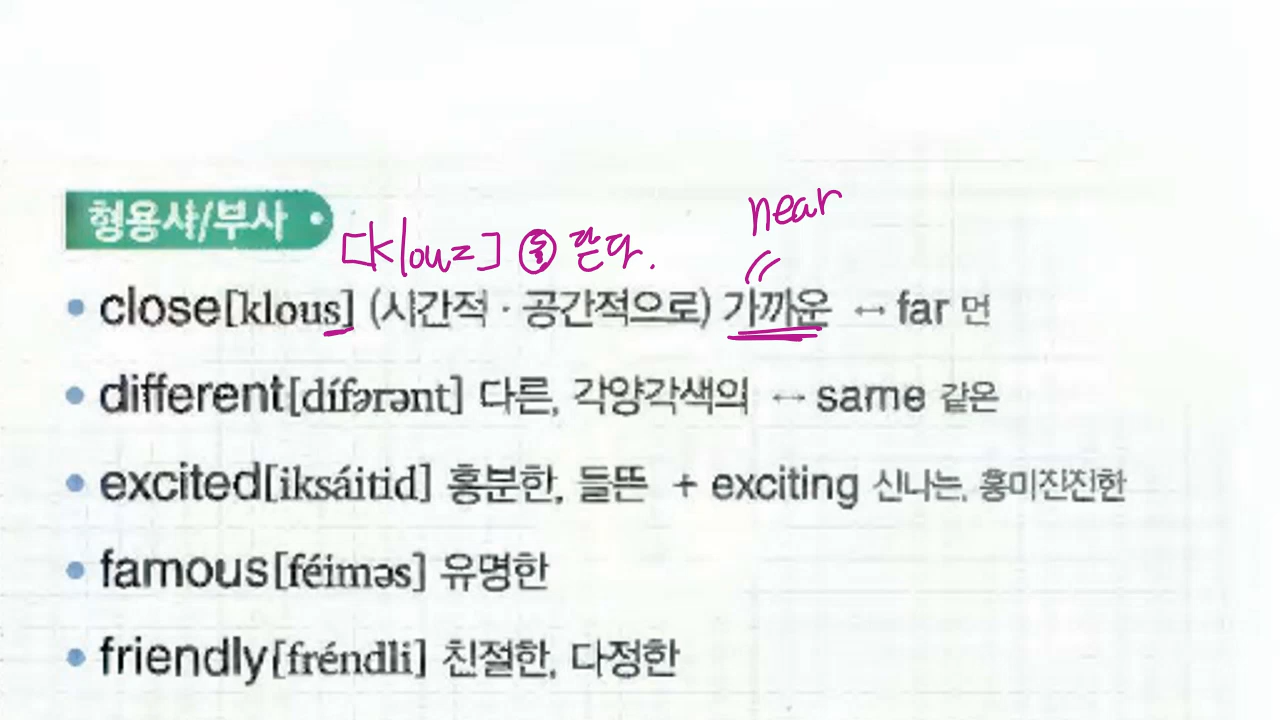 형용사/부사
near
[klouz] 동 닫다.
close[klous] (시간적 · 공간적으로) 가까운 ↔ far 먼
different[dífərənt] 다른, 각양각색의 ↔ same 같은
excited[iksáitid] 흥분한, 들뜬 + exciting 신나는, 흥미진진한
famous[féiməs] 유명한
friendly[fréndli] 친절한, 다정한